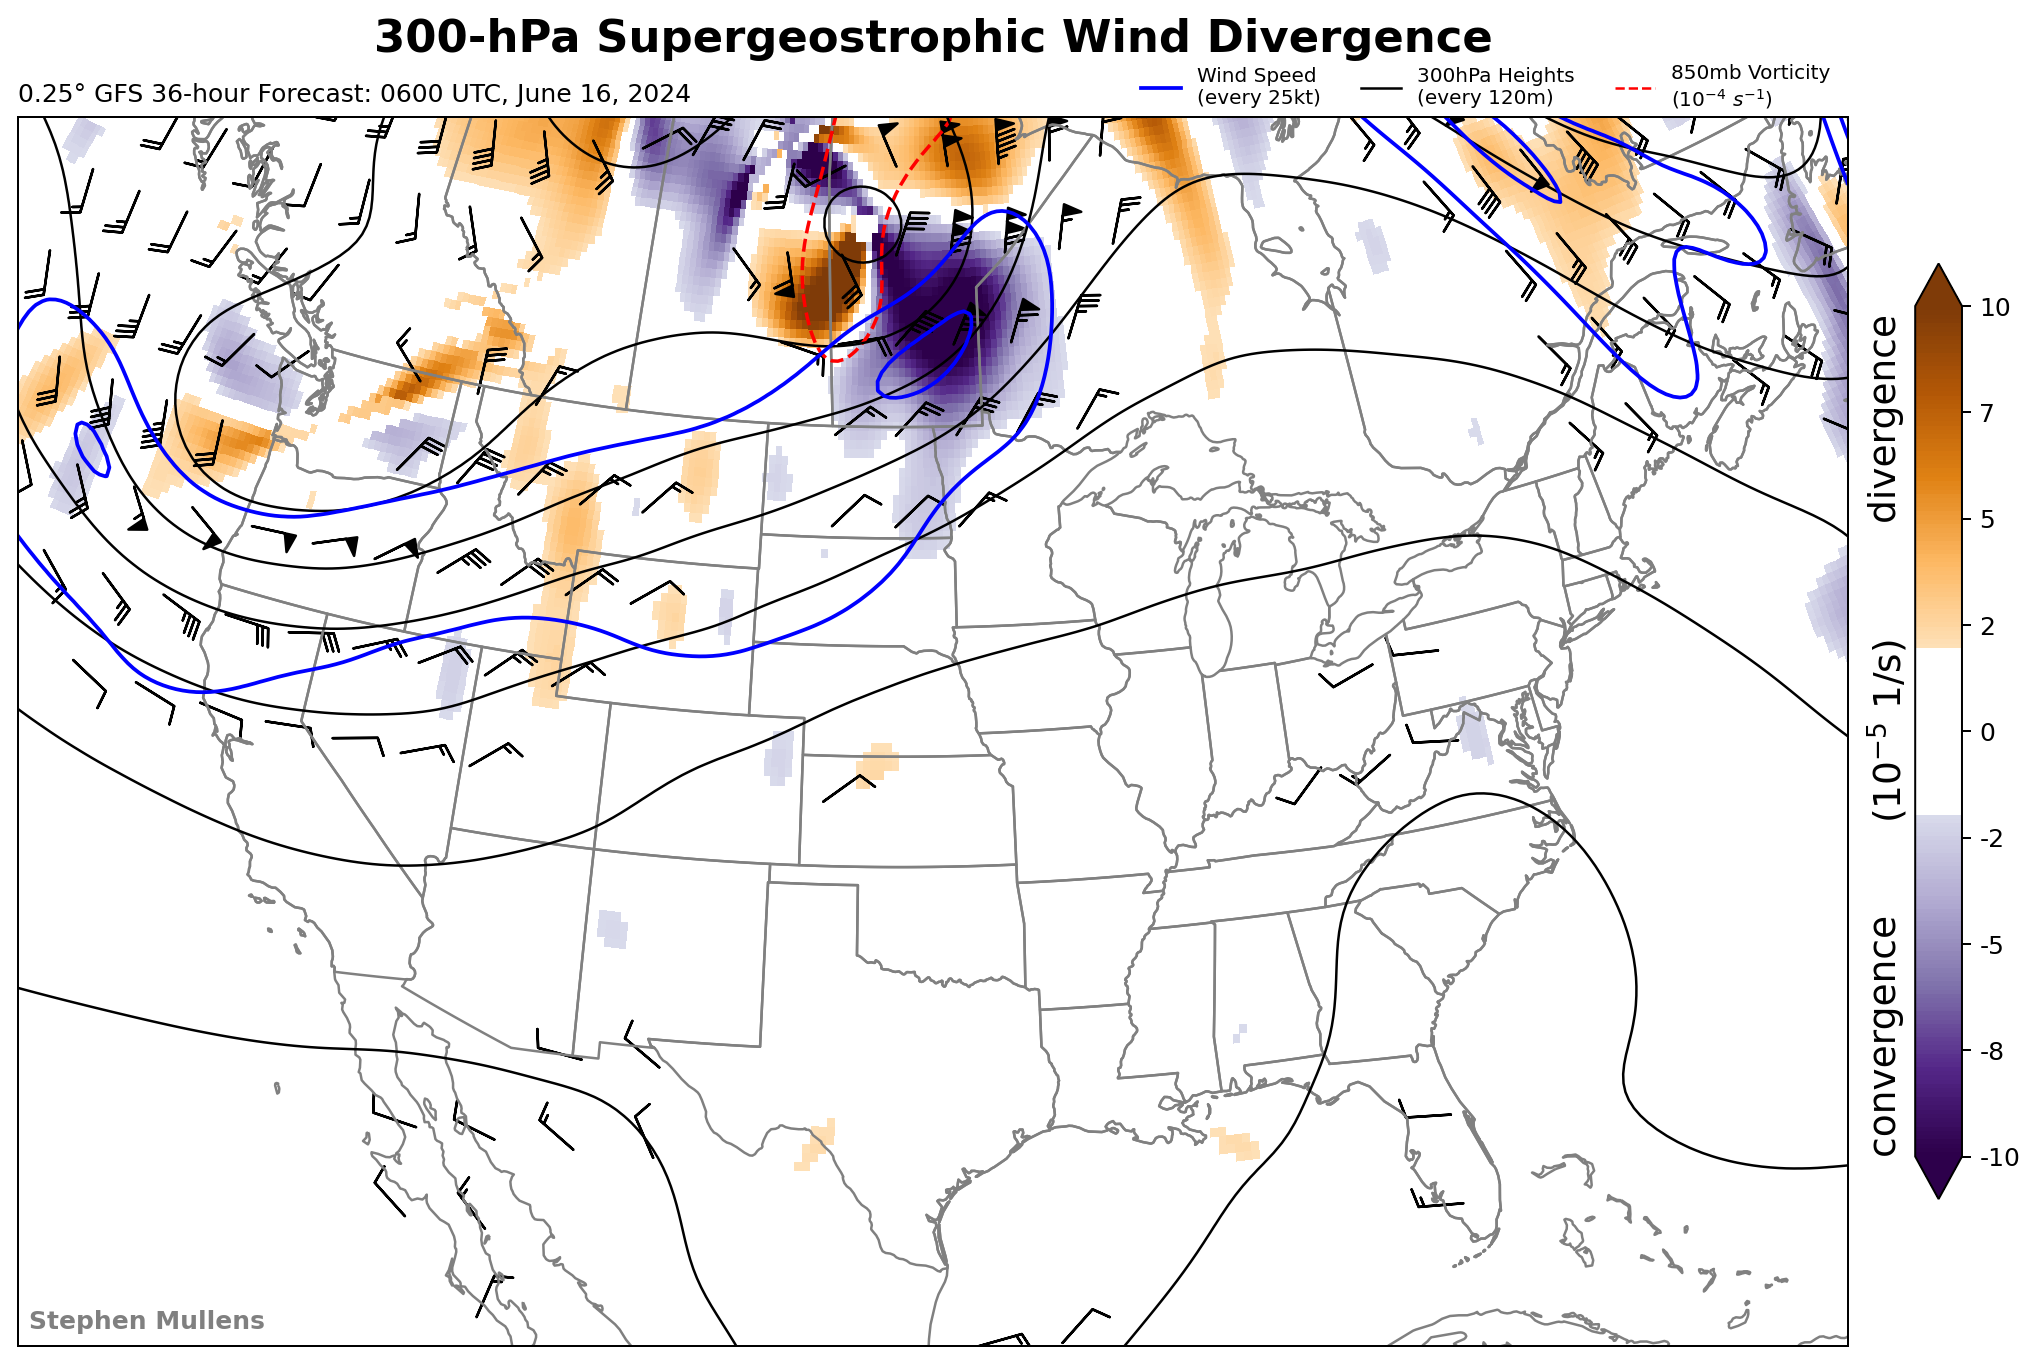 300-hPa Supergeostrophic Wind Divergence
0.25° GFS 36-hour Forecast: 0600 UTC, June 16, 2024
Wind Speed
(every 25kt)
300hPa Heights
(every 120m)
850mb Vorticity
(10⁻⁴ s⁻¹)
10
7
5
2
0
-2
-5
-8
-10
convergence (10⁻⁵ 1/s) divergence
Stephen Mullens